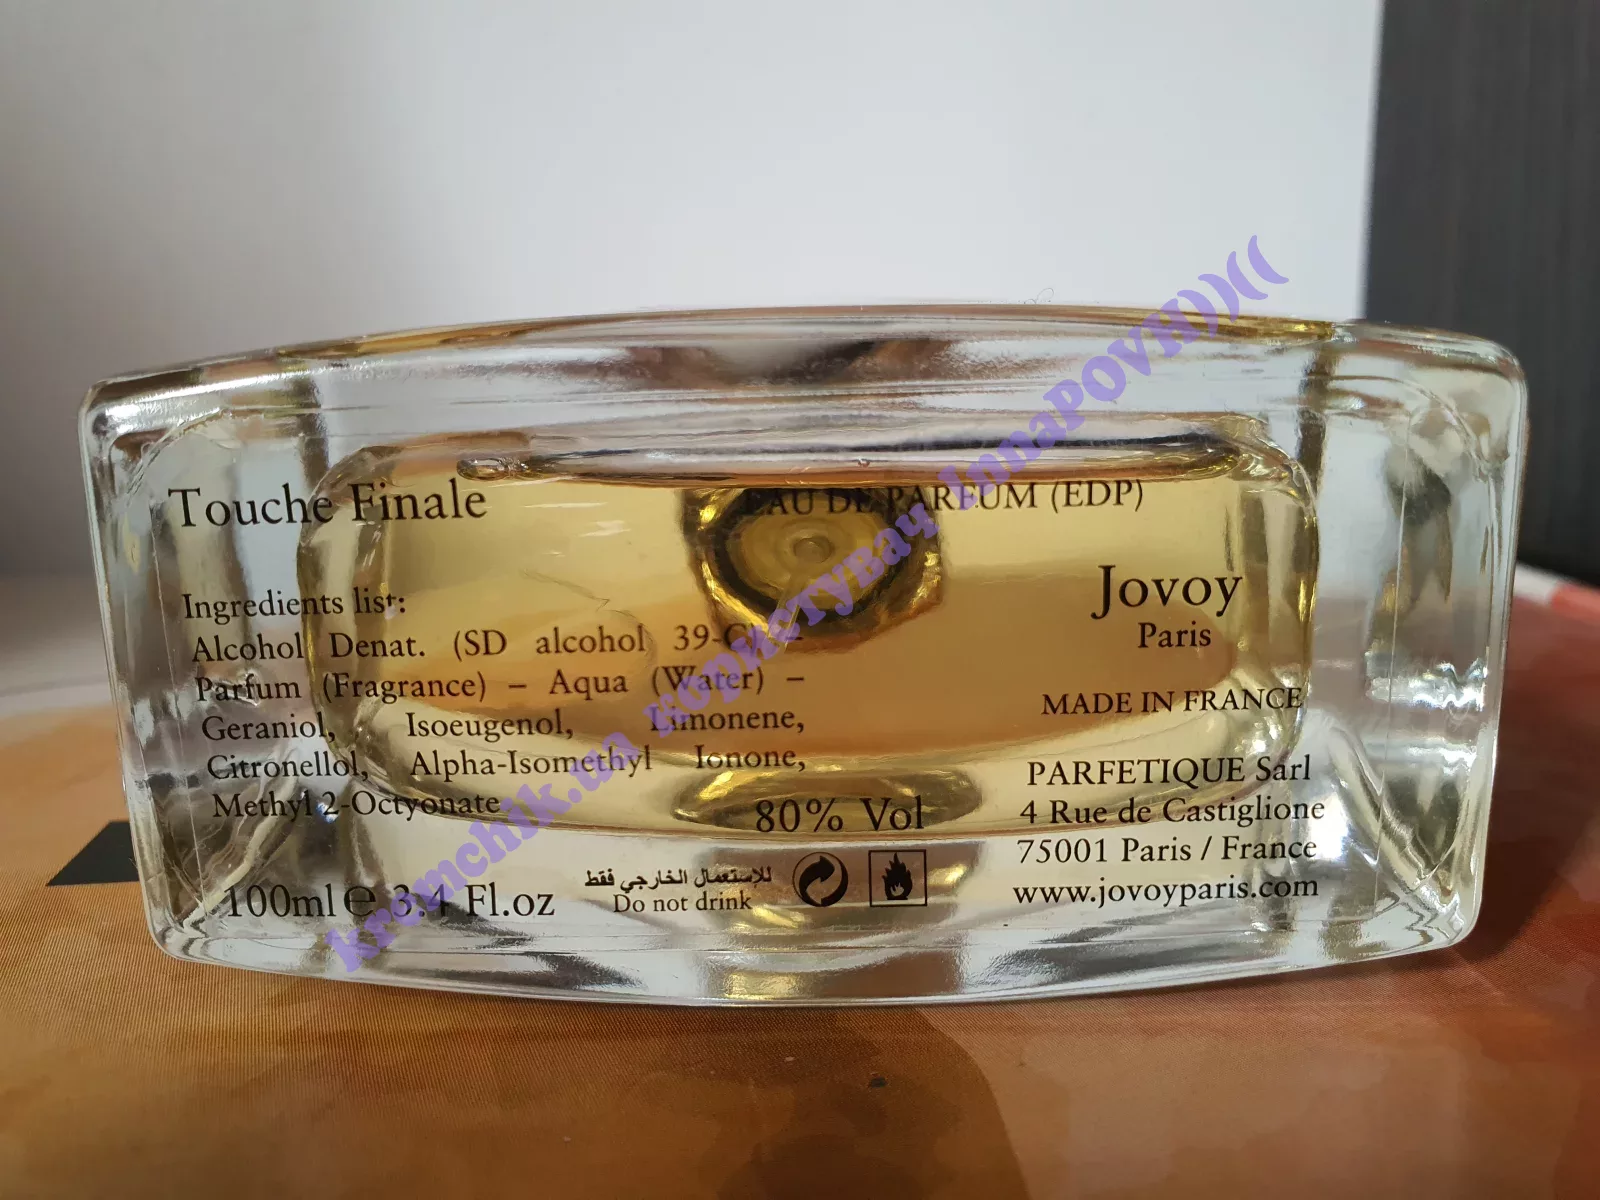 Touche Finale
EAU DE PARFUM (EDP)
Ingredients list:
Alcohol Denat. (SD alcohol 39-C) –
Parfum (Fragrance) – Aqua (Water) –
Geraniol, Isoeugenol, Limonene,
Citronellol, Alpha-Isomethyl Ionone,
Methyl 2-Octyonate
100ml ℮ 3.4 Fl.oz
للاستعمال الخارجي فقط
Do not drink
80% Vol
Jovoy
Paris
MADE IN FRANCE
PARFETIQUE Sarl
4 Rue de Castiglione
75001 Paris / France
www.jovoyparis.com
kremchik.ua користувач InnaPOVH))((